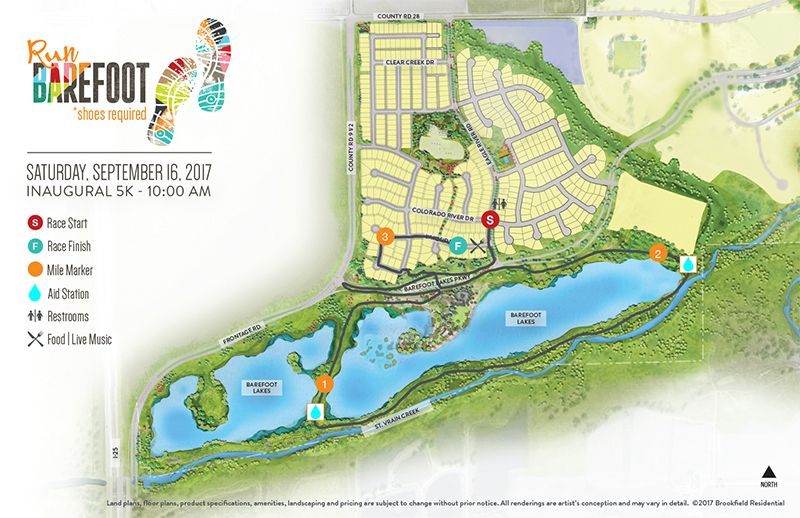 Run
BAREFOOT
*shoes required
SATURDAY, SEPTEMBER 16, 2017
INAUGURAL 5K - 10:00 AM
S Race Start
F Race Finish
Mile Marker
Aid Station
Restrooms
Food | Live Music
COUNTY RD 28
CLEAR CREEK DR
COUNTY RD 9 1/2
EAGLE RIVER RD
COLORADO RIVER DR
S
3
F
2
BAREFOOT LAKES PKWY
FRONTAGE RD.
BAREFOOT
LAKES
1
BAREFOOT
LAKES
ST. VRAIN CREEK
I-25
NORTH
Land plans, floor plans, product specifications, amenities, landscaping and pricing are subject to change without prior notice. All renderings are artist's conception and may vary in detail. ©2017 Brookfield Residential